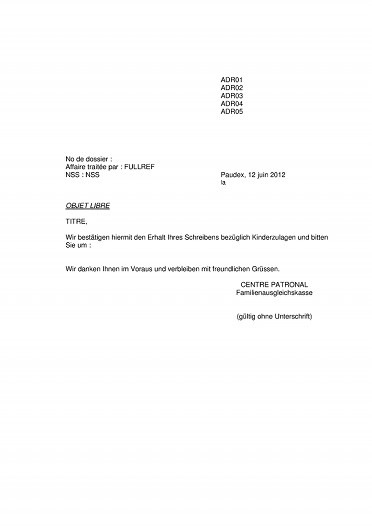 ADR01
ADR02
ADR03
ADR04
ADR05
No de dossier :
Affaire traitée par : FULLREF
NSS : NSS
Paudex, 12 juin 2012
la
OBJET LIBRE
TITRE,
Wir bestätigen hiermit den Erhalt Ihres Schreibens bezüglich Kinderzulagen und bitten
Sie um :
Wir danken Ihnen im Voraus und verbleiben mit freundlichen Grüssen.
CENTRE PATRONAL
Familienausgleichskasse
(gültig ohne Unterschrift)